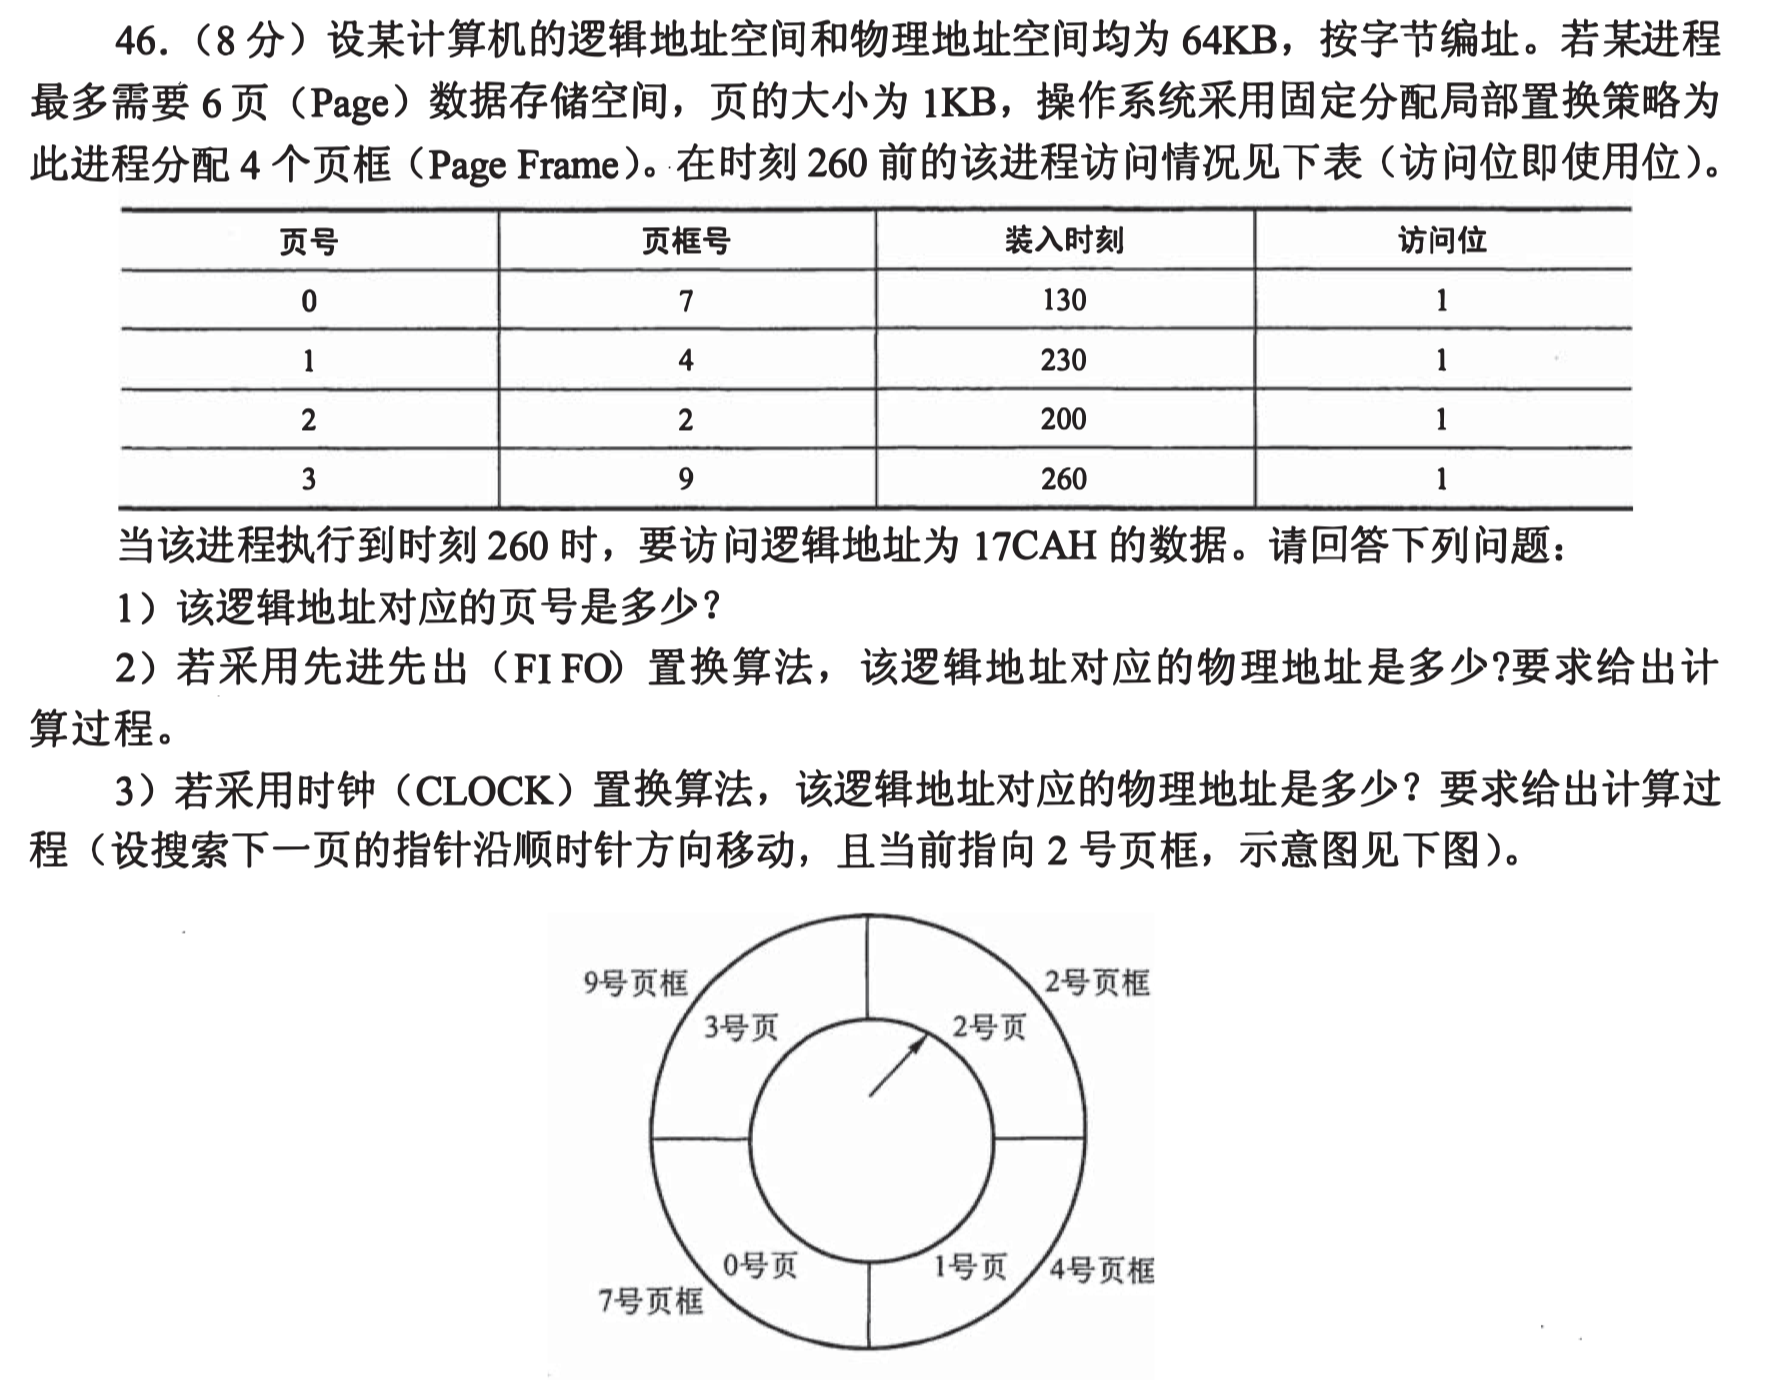 46.（8 分）设某计算机的逻辑地址空间和物理地址空间均为 64KB，按字节编址。若某进程
最多需要 6 页（Page）数据存储空间，页的大小为 1KB，操作系统采用固定分配局部置换策略为
此进程分配 4 个页框（Page Frame）。在时刻 260 前的该进程访问情况见下表（访问位即使用位）。
页号 页框号 装入时刻 访问位
0 7 130 1
1 4 230 1
2 2 200 1
3 9 260 1
当该进程执行到时刻 260 时，要访问逻辑地址为 17CAH 的数据。请回答下列问题：
1）该逻辑地址对应的页号是多少？
2）若采用先进先出（FI FO）置换算法，该逻辑地址对应的物理地址是多少?要求给出计
算过程。
3）若采用时钟（CLOCK）置换算法，该逻辑地址对应的物理地址是多少？要求给出计算过
程（设搜索下一页的指针沿顺时针方向移动，且当前指向 2 号页框，示意图见下图）。
9号页框 2号页框
3号页 2号页
0号页 1号页 4号页框
7号页框